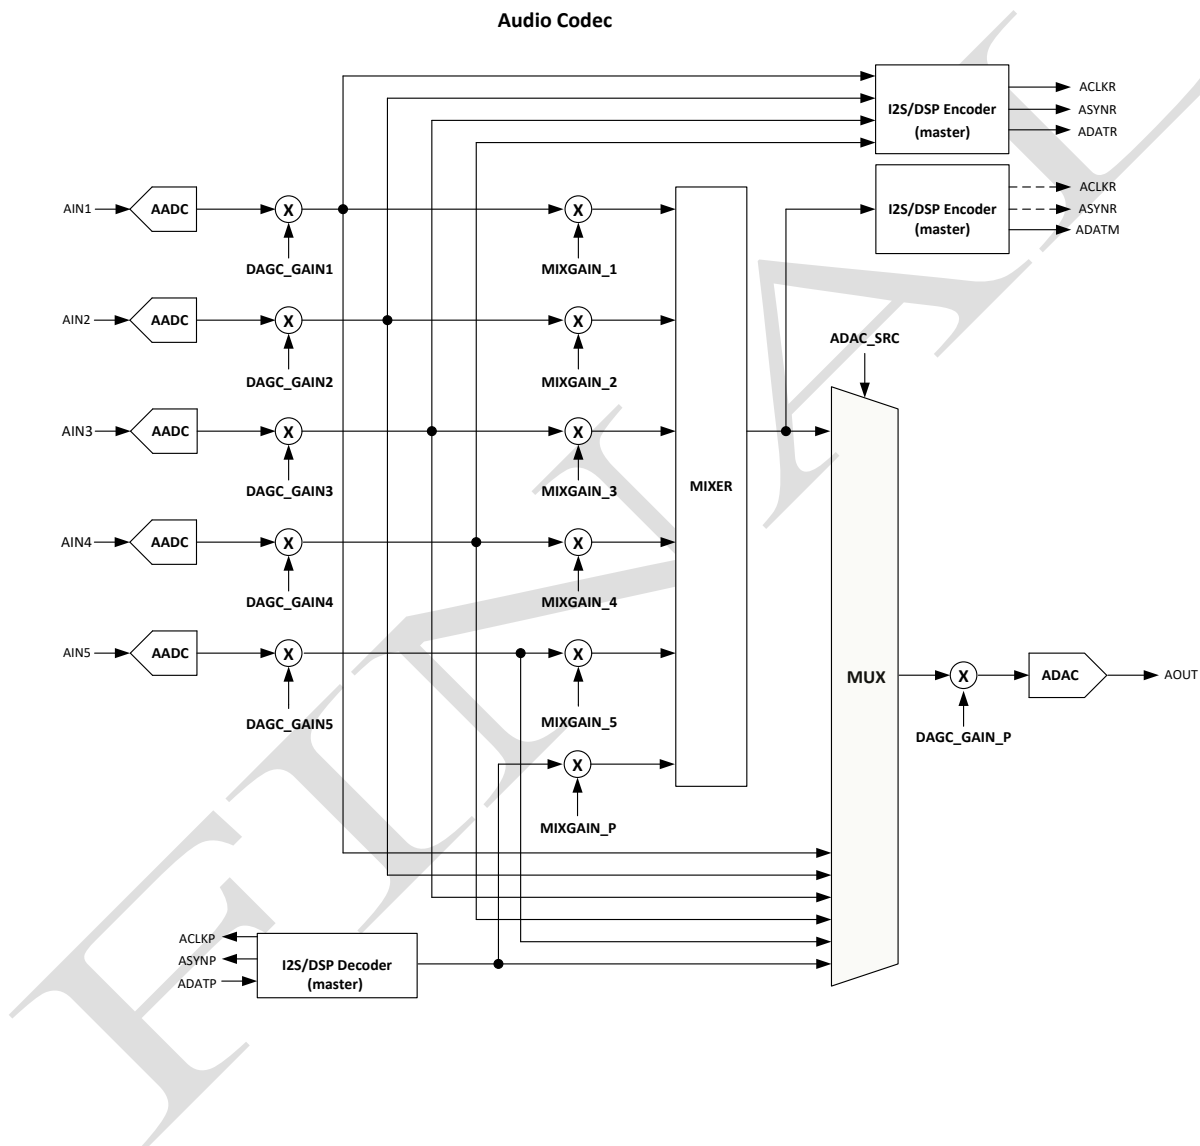 Audio Codec
I2S/DSP Encoder
(master)
ACLKR
ASYNR
ADATR
I2S/DSP Encoder
(master)
ACLKR
ASYNR
ADATM
AIN1
AADC
X
X
DAGC_GAIN1
MIXGAIN_1
AIN2
AADC
X
X
DAGC_GAIN2
MIXGAIN_2
ADAC_SRC
AIN3
AADC
X
X
DAGC_GAIN3
MIXGAIN_3
MIXER
AIN4
AADC
X
X
DAGC_GAIN4
MIXGAIN_4
AIN5
AADC
X
X
DAGC_GAIN5
MIXGAIN_5
MUX
X
ADAC
AOUT
DAGC_GAIN_P
X
MIXGAIN_P
ACLKP
ASYNP
ADATP
I2S/DSP Decoder
(master)
FINAL